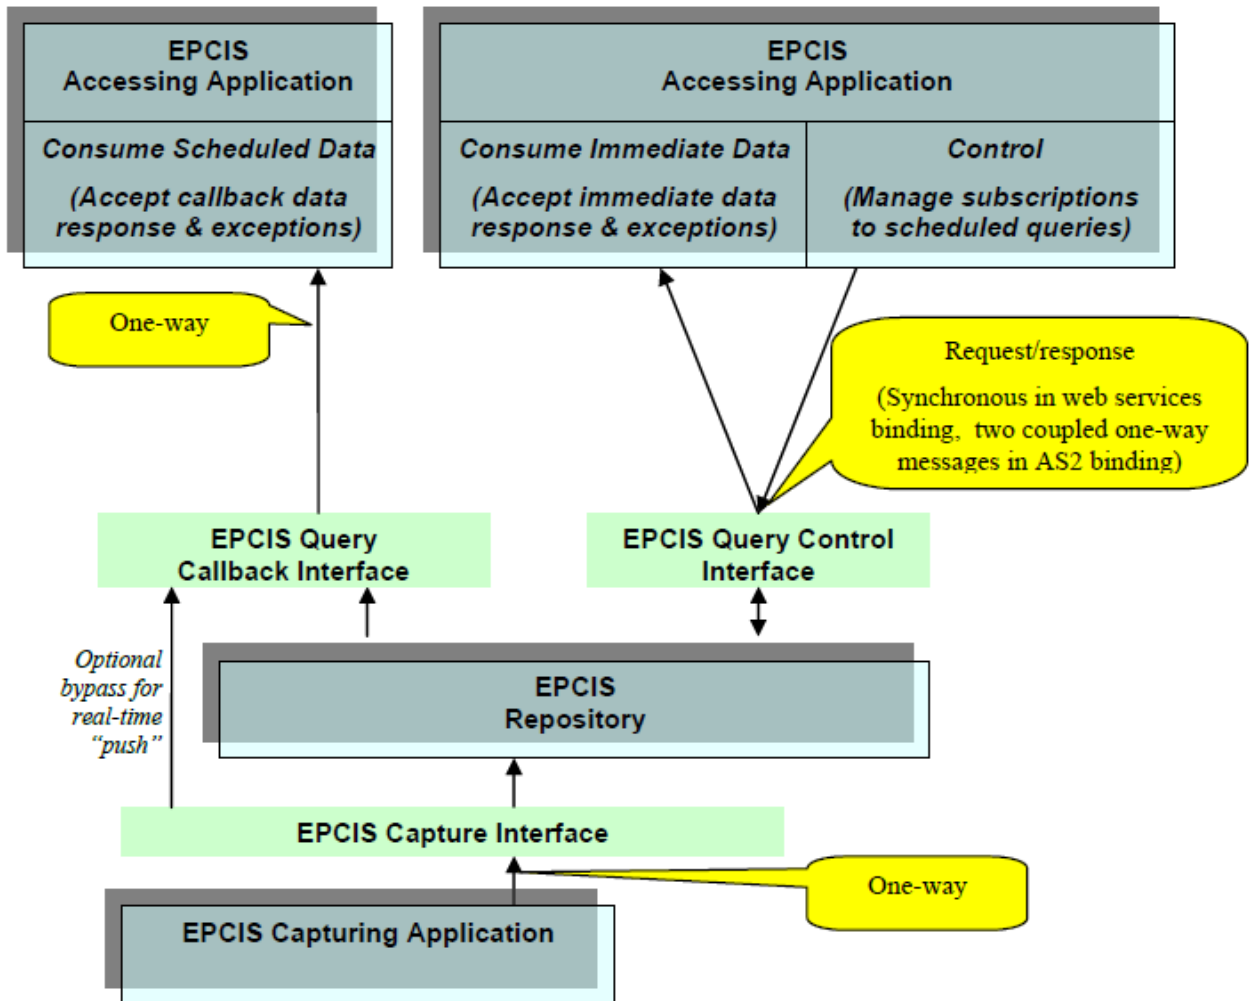 EPCIS
Accessing Application
Consume Scheduled Data
(Accept callback data
response & exceptions)
EPCIS
Accessing Application
Consume Immediate Data
(Accept immediate data
response & exceptions)
Control
(Manage subscriptions
to scheduled queries)
One-way
Request/response
(Synchronous in web services
binding, two coupled one-way
messages in AS2 binding)
EPCIS Query
Callback Interface
EPCIS Query Control
Interface
Optional
bypass for
real-time
“push”
EPCIS
Repository
EPCIS Capture Interface
One-way
EPCIS Capturing Application